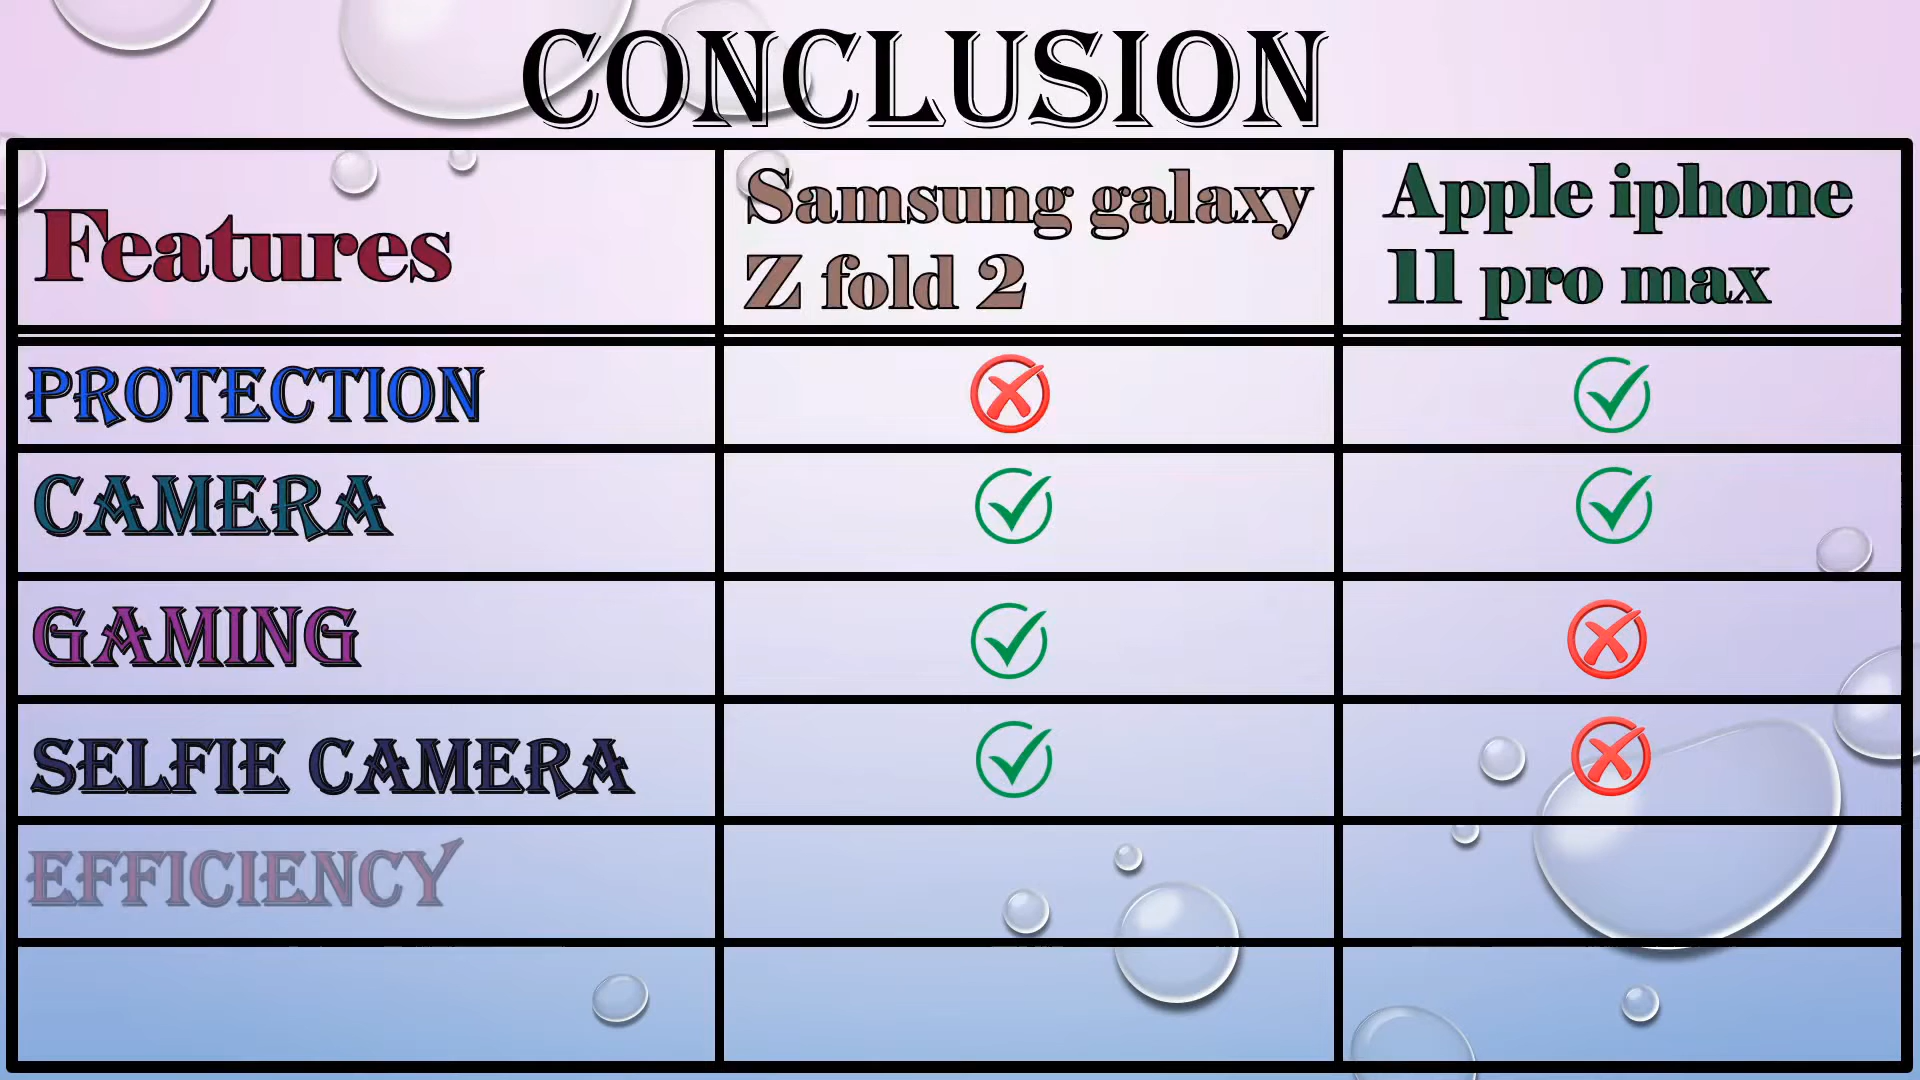 CONCLUSION
Features
Samsung galaxy
Z fold 2
Apple iphone
11 pro max
PROTECTION
CAMERA
GAMING
SELFIE CAMERA
EFFICIENCY